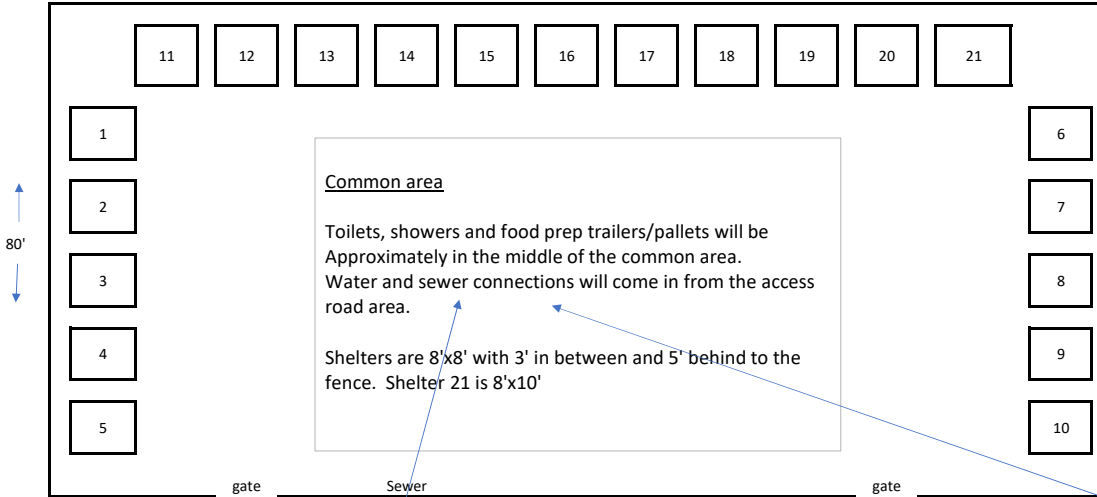 11 12 13 14 15 16 17 18 19 20 21
1
6
Common area
2
7
Toilets, showers and food prep trailers/pallets will be
80'
Approximately in the middle of the common area.
3
8
Water and sewer connections will come in from the access
road area.
4
9
Shelters are 8'x8' with 3' in between and 5' behind to the
fence. Shelter 21 is 8'x10'
5
10
gate
Sewer
gate